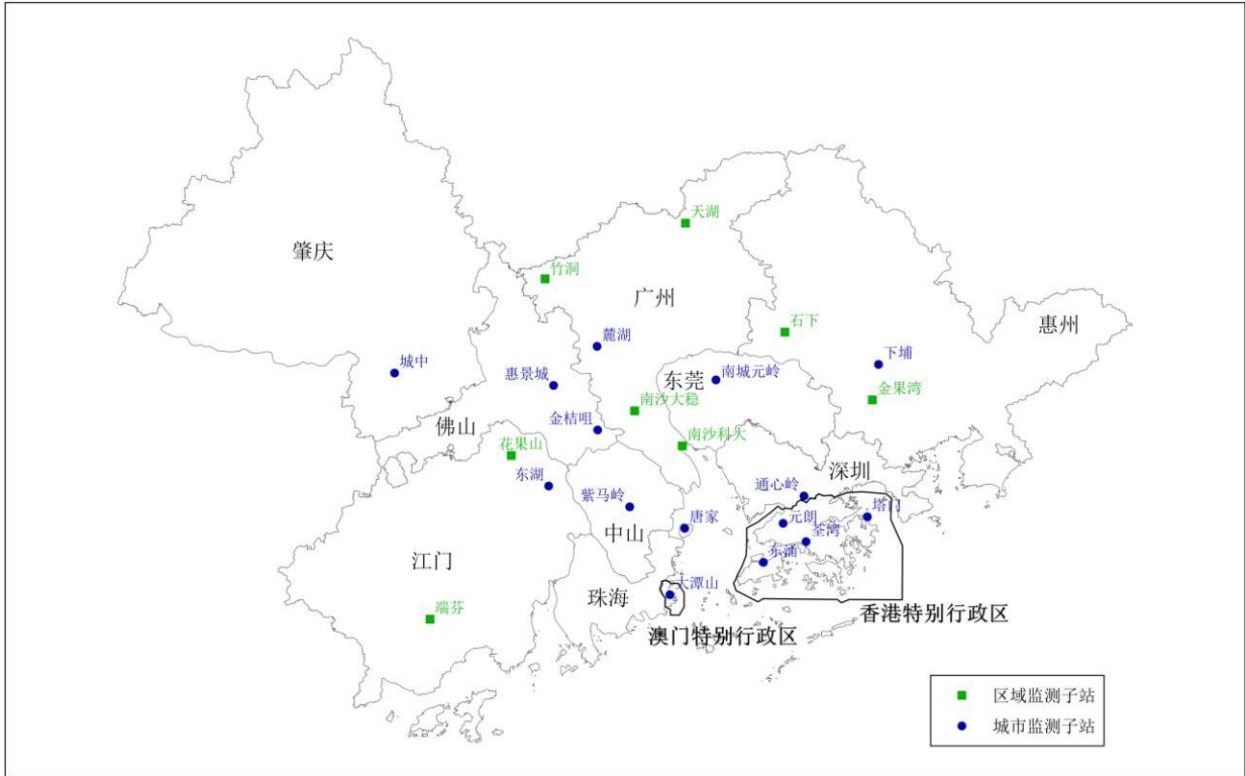 天湖
肇庆
竹洞
广州
石下
惠州
麓湖
城中
下埔
惠景城
东莞
南城元岭
金果湾
南沙大稳
金桔咀
佛山
花果山
南沙科大
东湖
深圳
通心岭
紫马岭
塔门
元朗
唐家
中山
荃湾
东涌
江门
大潭山
珠海
端芬
香港特别行政区
澳门特别行政区
区域监测子站
城市监测子站